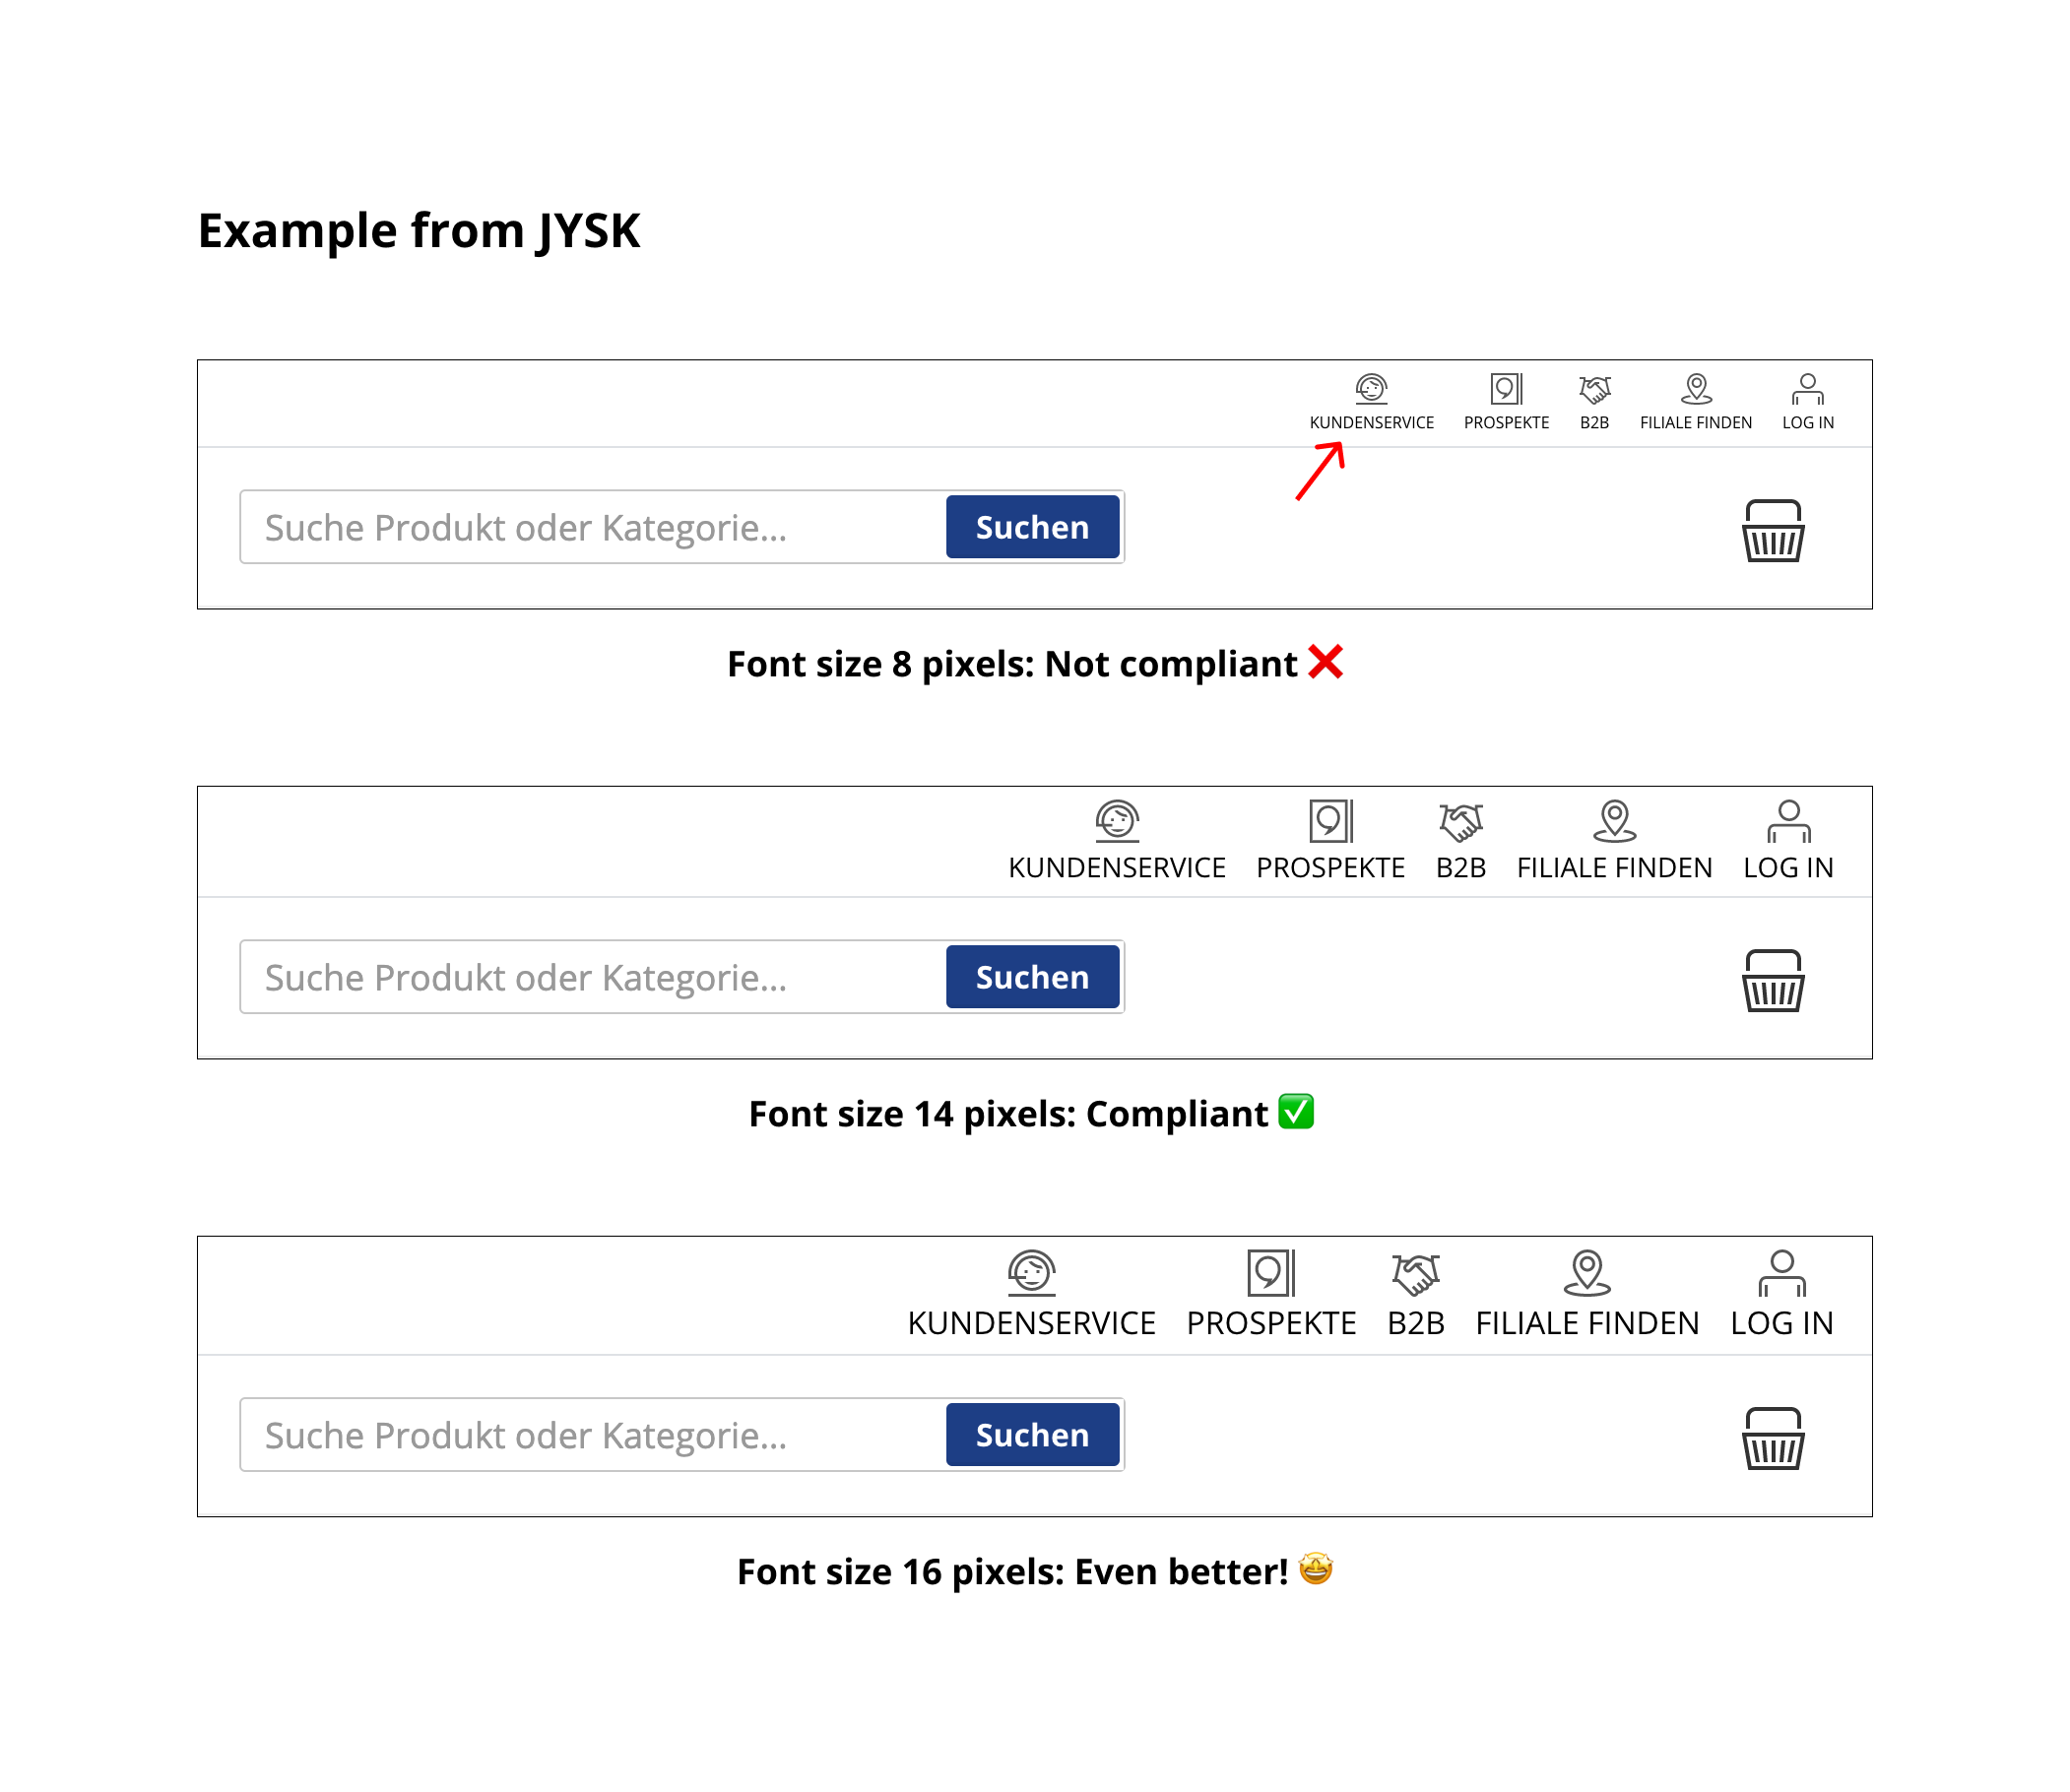 Example from JYSK
KUNDENSERVICE PROSPEKTE B2B FILIALE FINDEN LOG IN
Suche Produkt oder Kategorie... Suchen
Font size 8 pixels: Not compliant ❌
KUNDENSERVICE PROSPEKTE B2B FILIALE FINDEN LOG IN
Suche Produkt oder Kategorie... Suchen
Font size 14 pixels: Compliant ✅
KUNDENSERVICE PROSPEKTE B2B FILIALE FINDEN LOG IN
Suche Produkt oder Kategorie... Suchen
Font size 16 pixels: Even better! 🤩